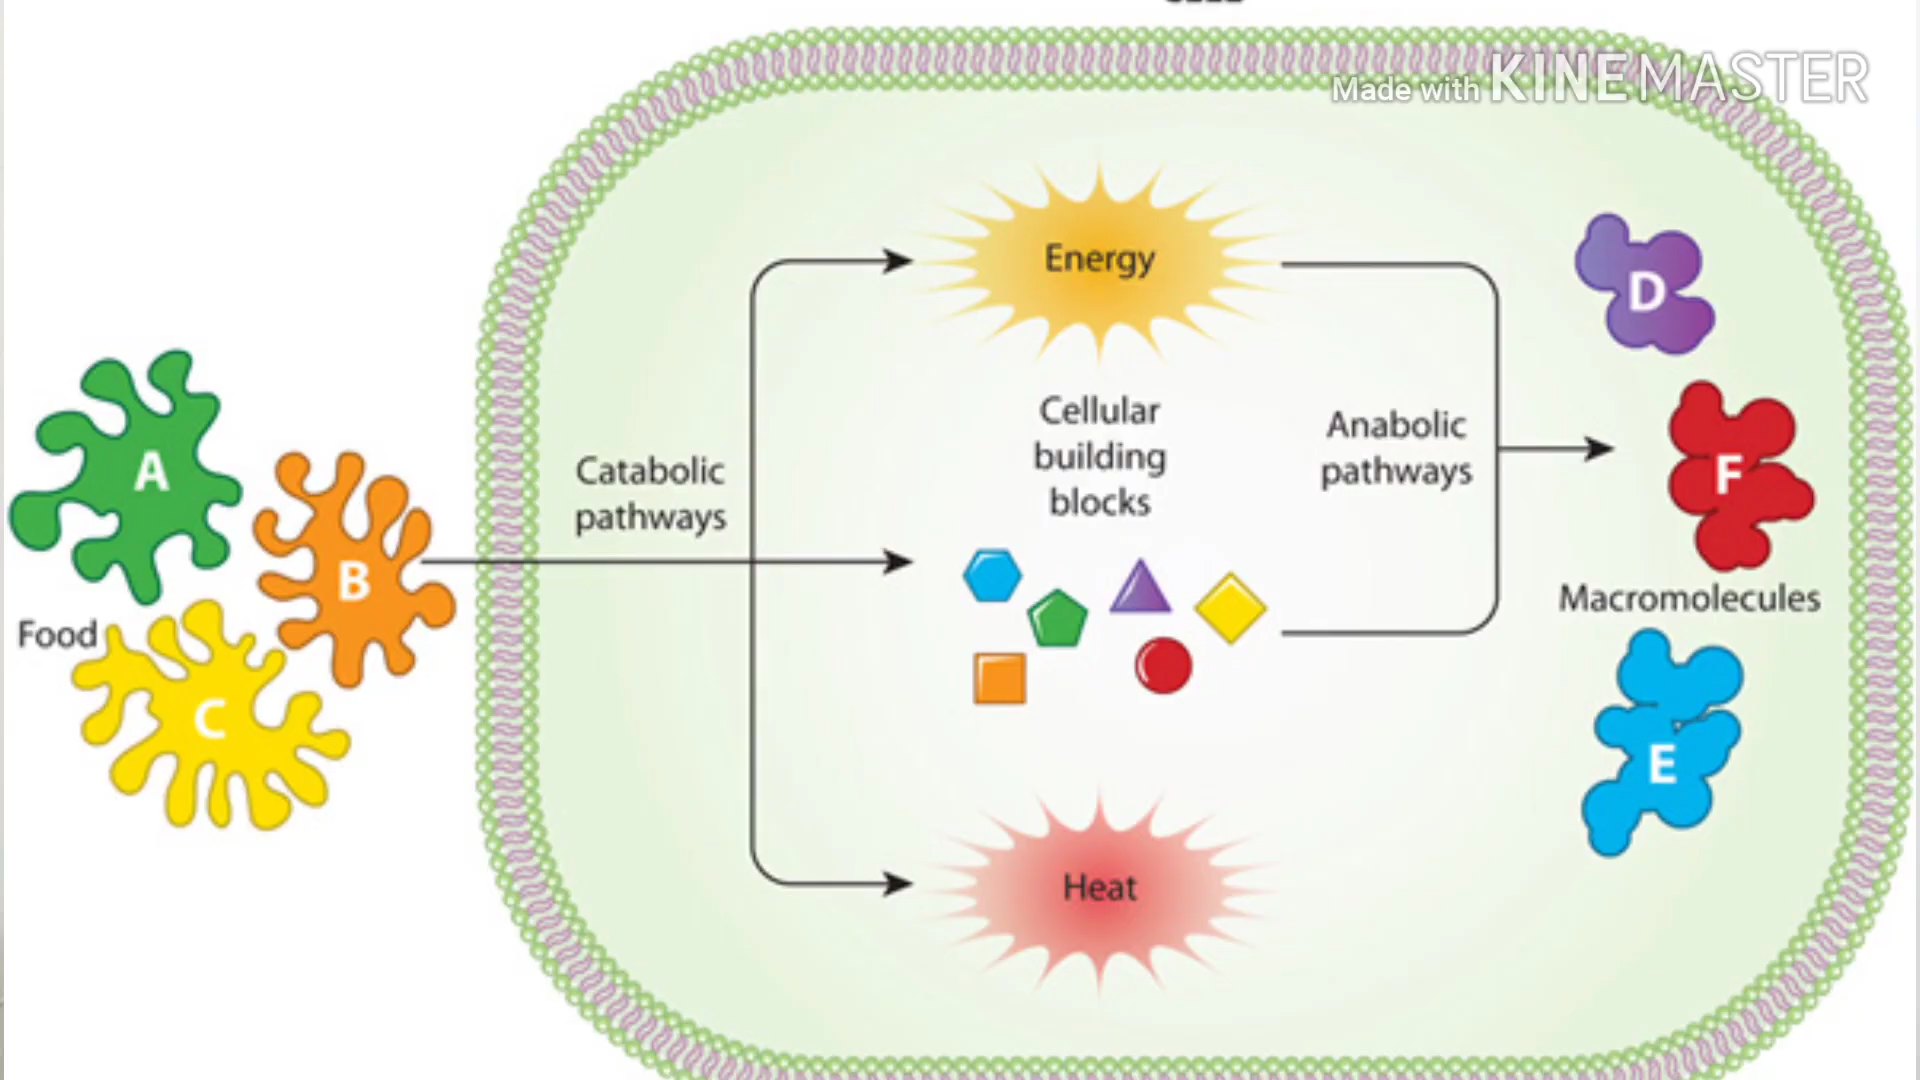 Made with KINEMASTER
Energy
D
Cellular
building
blocks
Anabolic
pathways
Catabolic
pathways
A
B
F
Food
Macromolecules
C
E
Heat